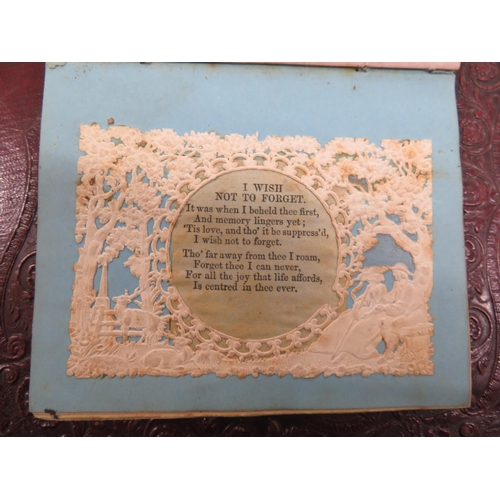 I WISH
NOT TO FORGET.
It was when I beheld thee first,
And memory lingers yet;
'Tis love, and tho' it be suppress'd,
I wish not to forget.
Tho' far away from thee I roam,
Forget thee I can never,
For all the joy that life affords,
Is centred in thee ever.